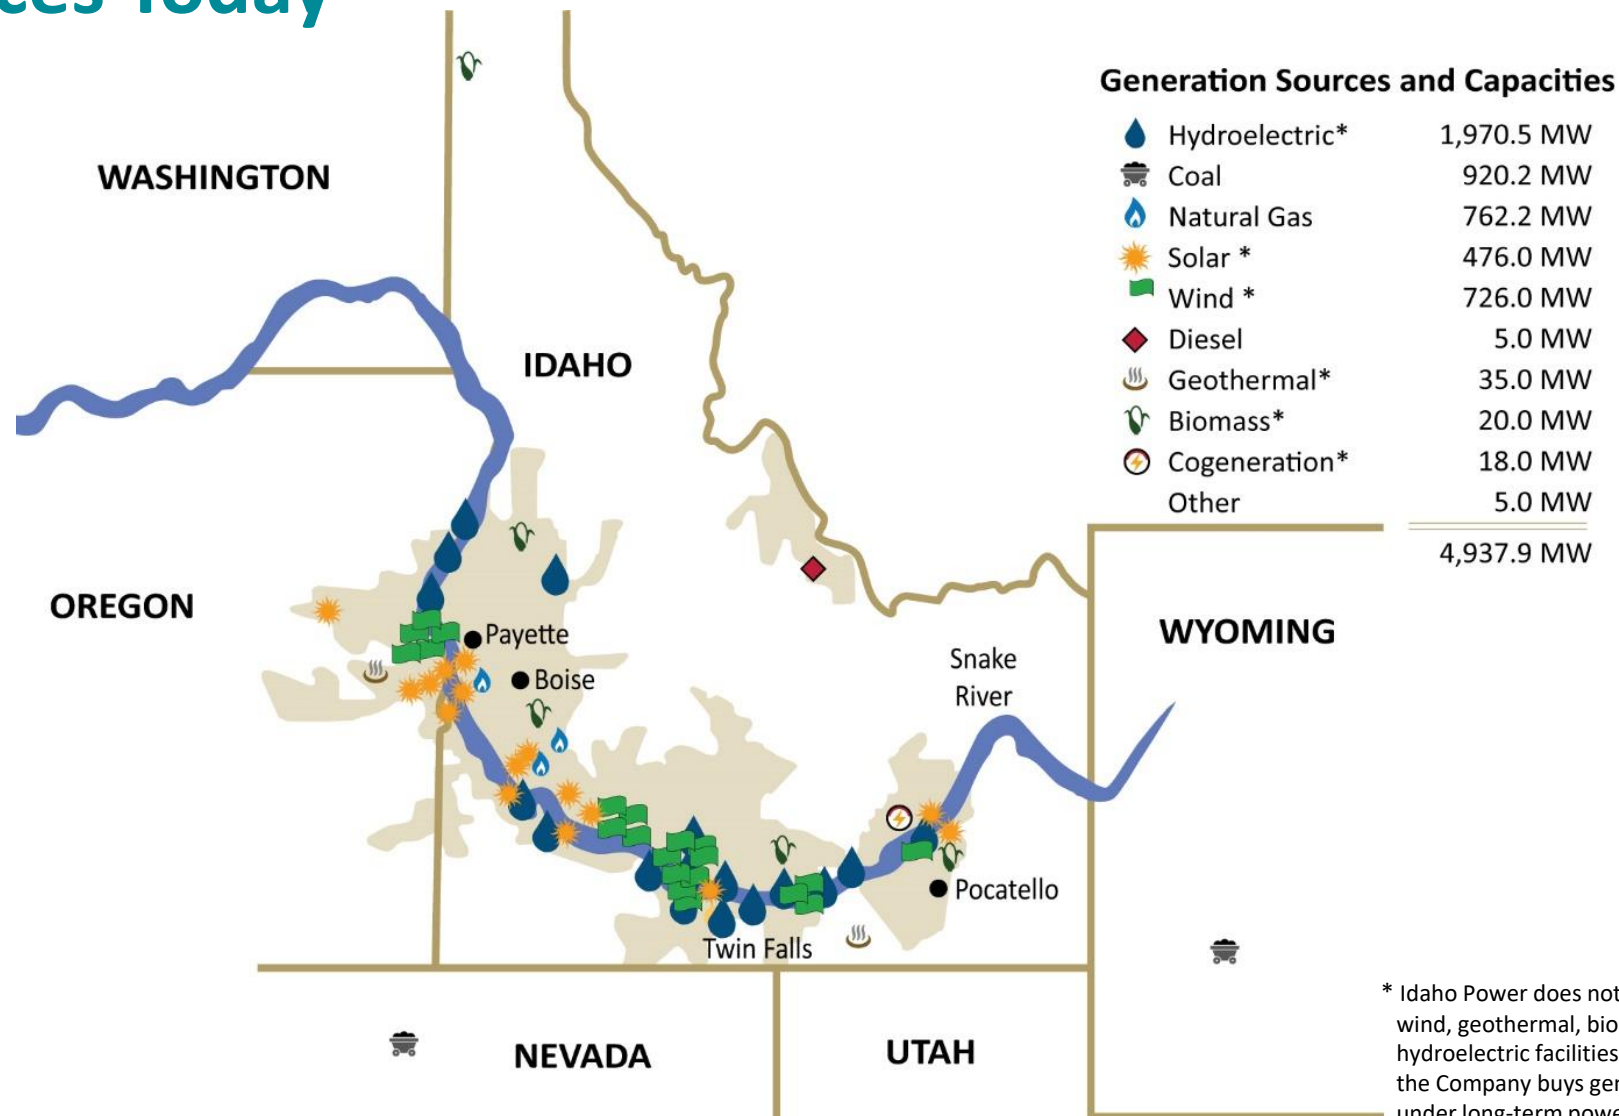 Today
WASHINGTON
IDAHO
OREGON
Payette
Boise
Snake
River
WYOMING
Pocatello
Twin Falls
NEVADA
UTAH
Generation Sources and Capacities
Hydroelectric* 1,970.5 MW
Coal 920.2 MW
Natural Gas 762.2 MW
Solar * 476.0 MW
Wind * 726.0 MW
Diesel 5.0 MW
Geothermal* 35.0 MW
Biomass* 20.0 MW
Cogeneration* 18.0 MW
Other 5.0 MW
4,937.9 MW
* Idaho Power does not
wind, geothermal,
hydroelectric facilities
the Company buys
under long-term